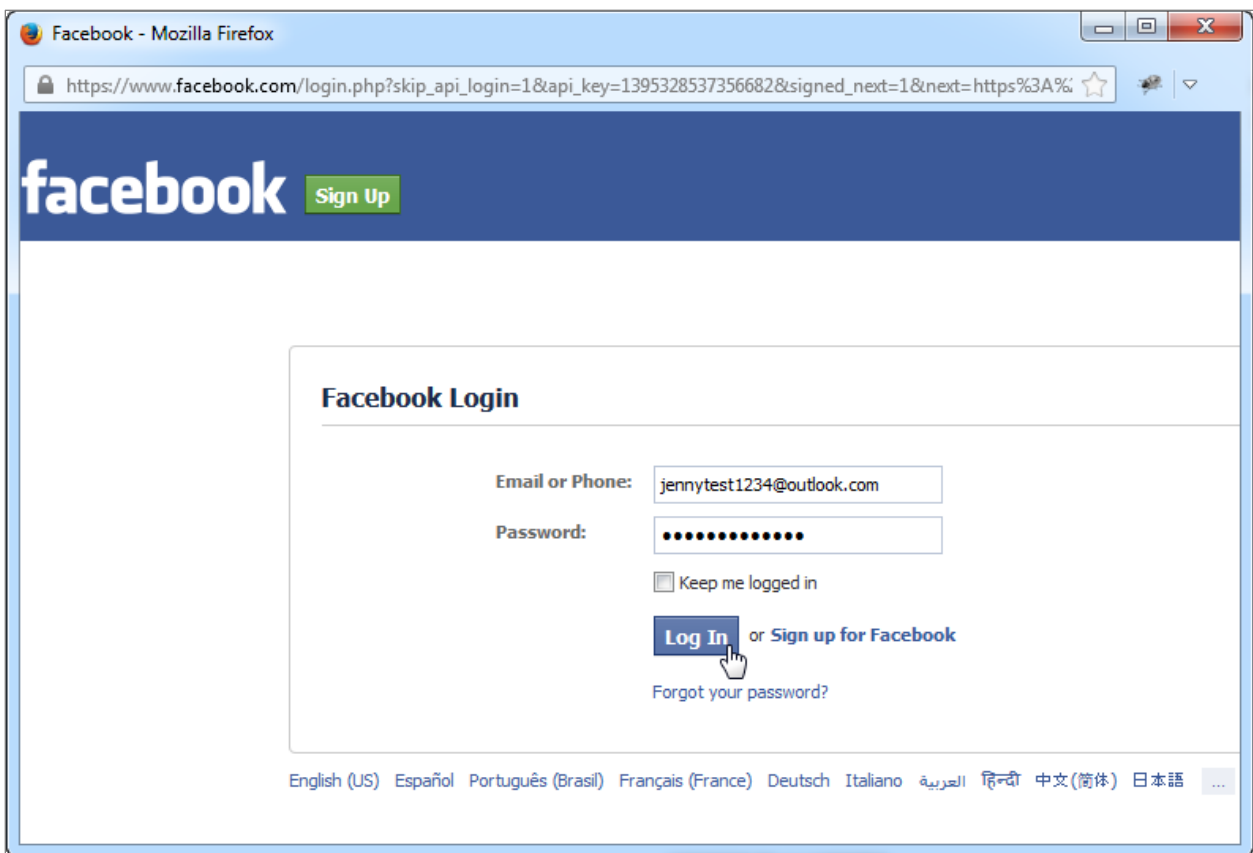 Facebook - Mozilla Firefox
https://www.facebook.com/login.php?skip_api_login=1&api_key=1395328537356682&signed_next=1&next=https%3A%
facebook Sign Up
Facebook Login
Email or Phone: jennytest1234@outlook.com
Password: •••••••••••••
Keep me logged in
Log In or Sign up for Facebook
Forgot your password?
English (US) Español Português (Brasil) Français (France) Deutsch Italiano العربية हिन्दी 中文(简体) 日本語 ...